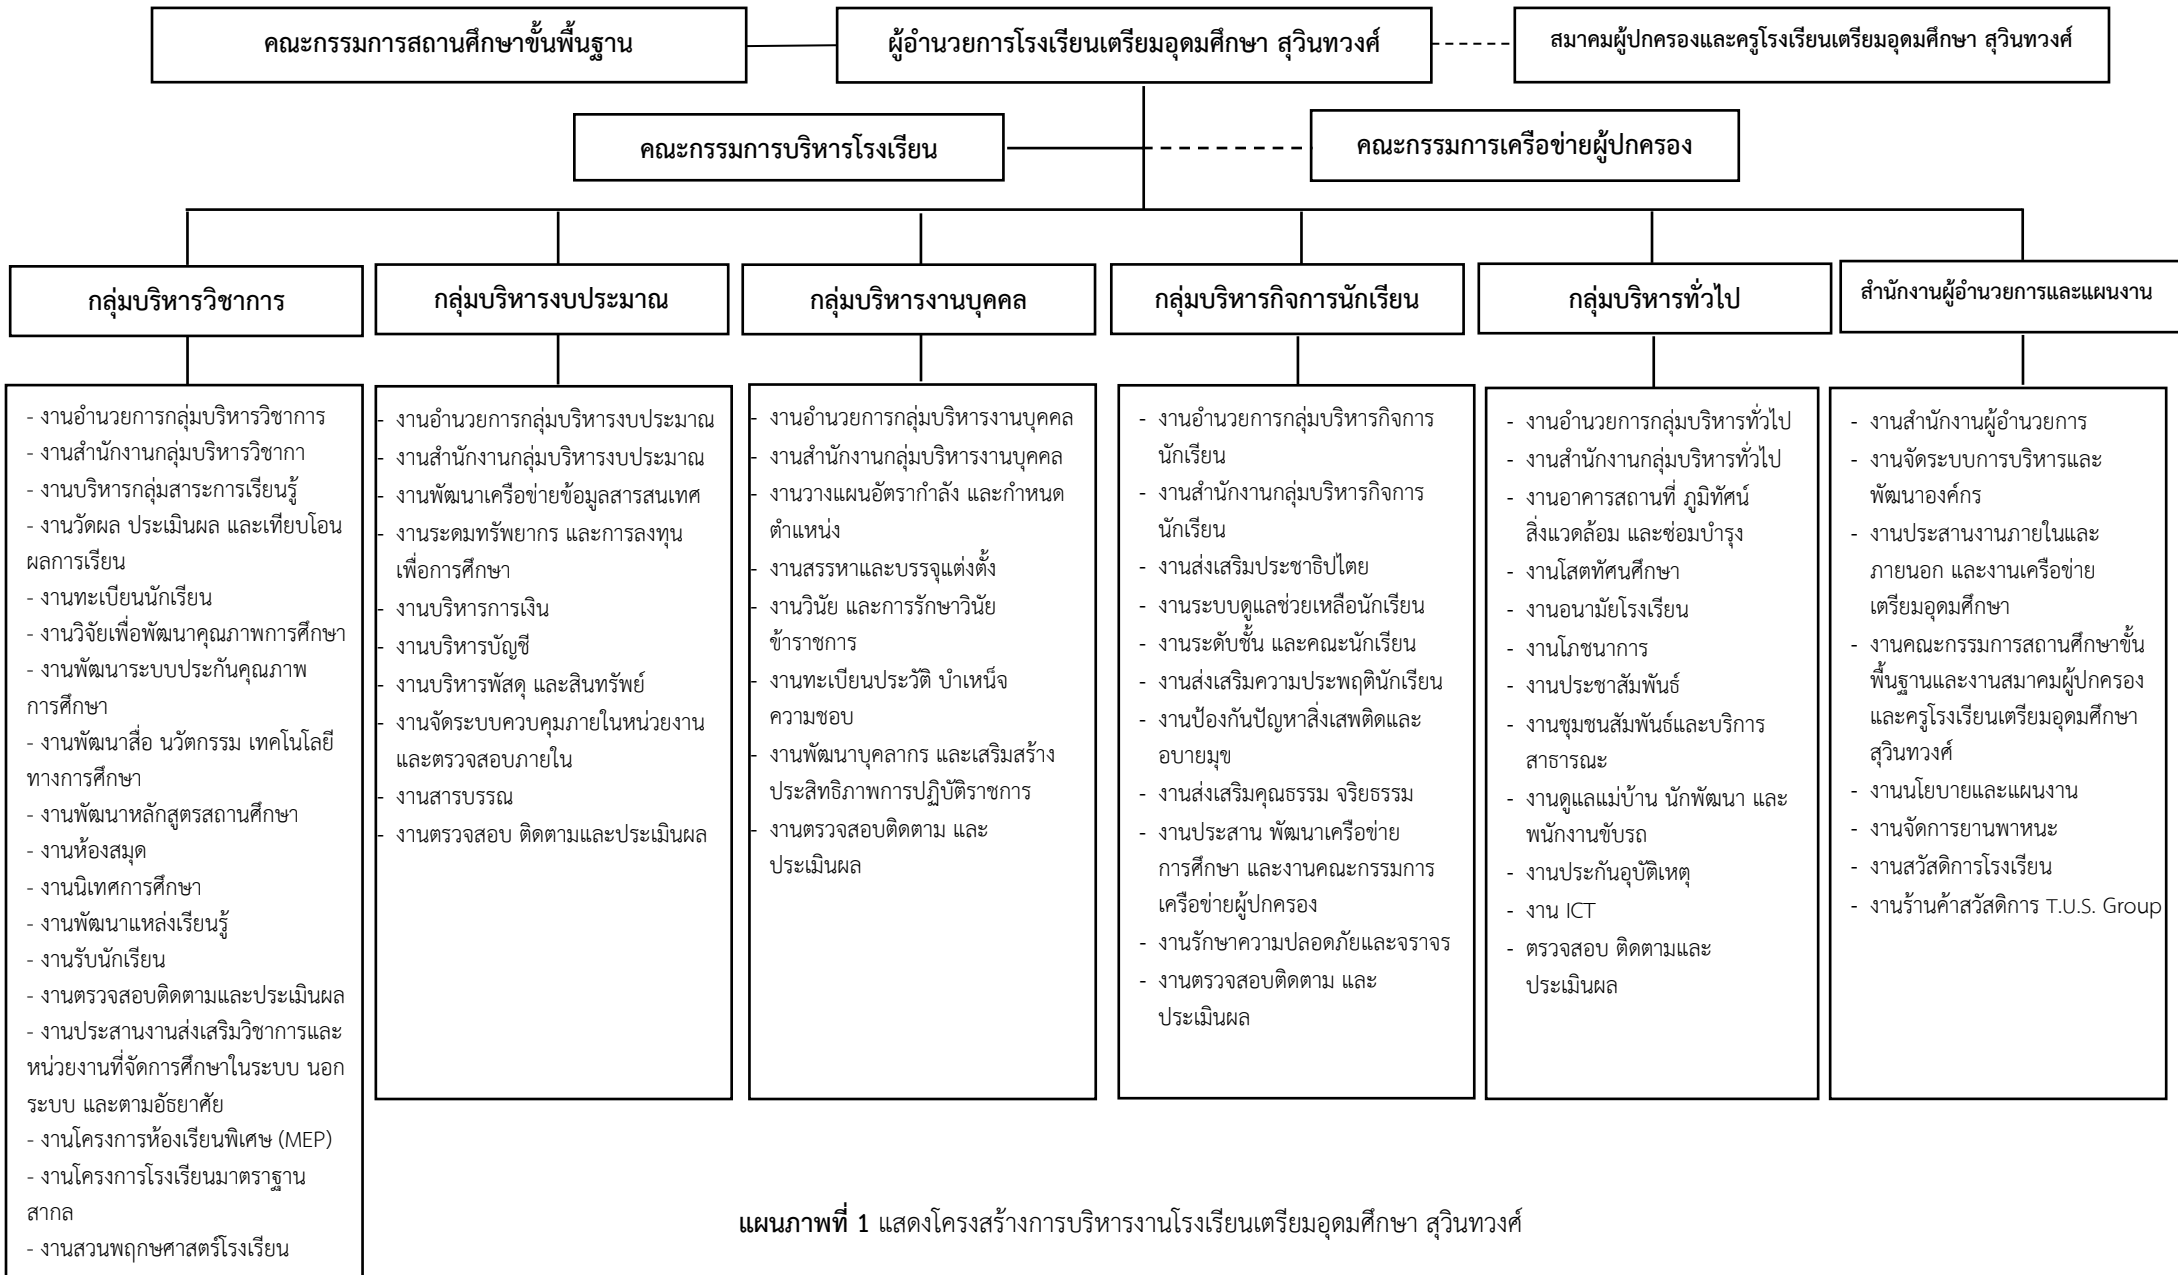 คณะกรรมการสถานศึกษาขั้นพื้นฐาน
ผู้อำนวยการโรงเรียนเตรียมอุดมศึกษา สุวินทวงศ์
สมาคมผู้ปกครองและครูโรงเรียนเตรียมอุดมศึกษา สุวินทวงศ์
คณะกรรมการบริหารโรงเรียน
คณะกรรมการเครือข่ายผู้ปกครอง
กลุ่มบริหารวิชาการ
- งานอำนวยการกลุ่มบริหารวิชาการ
- งานสำนักงานกลุ่มบริหารวิชากา
- งานบริหารกลุ่มสาระการเรียนรู้
- งานวัดผล ประเมินผล และเทียบโอน
ผลการเรียน
- งานทะเบียนนักเรียน
- งานวิจัยเพื่อพัฒนาคุณภาพการศึกษา
- งานพัฒนาระบบประกันคุณภาพ
การศึกษา
- งานพัฒนาสื่อ นวัตกรรม เทคโนโลยี
ทางการศึกษา
- งานพัฒนาหลักสูตรสถานศึกษา
- งานห้องสมุด
- งานนิเทศการศึกษา
- งานพัฒนาแหล่งเรียนรู้
- งานรับนักเรียน
- งานตรวจสอบติดตามและประเมินผล
- งานประสานงานส่งเสริมวิชาการและ
หน่วยงานที่จัดการศึกษาในระบบ นอก
ระบบ และตามอัธยาศัย
- งานโครงการห้องเรียนพิเศษ (MEP)
- งานโครงการโรงเรียนมาตราฐาน
สากล
- งานสวนพฤกษศาสตร์โรงเรียน
กลุ่มบริหารงบประมาณ
- งานอำนวยการกลุ่มบริหารงบประมาณ
- งานสำนักงานกลุ่มบริหารงบประมาณ
- งานพัฒนาเครือข่ายข้อมูลสารสนเทศ
- งานระดมทรัพยากร และการลงทุน
เพื่อการศึกษา
- งานบริหารการเงิน
- งานบริหารบัญชี
- งานบริหารพัสดุ และสินทรัพย์
- งานจัดระบบควบคุมภายในหน่วยงาน
และตรวจสอบภายใน
- งานสารบรรณ
- งานตรวจสอบ ติดตามและประเมินผล
กลุ่มบริหารงานบุคคล
- งานอำนวยการกลุ่มบริหารงานบุคคล
- งานสำนักงานกลุ่มบริหารงานบุคคล
- งานวางแผนอัตรากำลัง และกำหนด
ตำแหน่ง
- งานสรรหาและบรรจุแต่งตั้ง
- งานวินัย และการรักษาวินัย
ข้าราชการ
- งานทะเบียนประวัติ บำเหน็จ
ความชอบ
- งานพัฒนาบุคลากร และเสริมสร้าง
ประสิทธิภาพการปฏิบัติราชการ
- งานตรวจสอบติดตาม และ
ประเมินผล
กลุ่มบริหารกิจการนักเรียน
- งานอำนวยการกลุ่มบริหารกิจการ
นักเรียน
- งานสำนักงานกลุ่มบริหารกิจการ
นักเรียน
- งานส่งเสริมประชาธิปไตย
- งานระบบดูแลช่วยเหลือนักเรียน
- งานระดับชั้น และคณะนักเรียน
- งานส่งเสริมความประพฤตินักเรียน
- งานป้องกันปัญหาสิ่งเสพติดและ
อบายมุข
- งานส่งเสริมคุณธรรม จริยธรรม
- งานประสาน พัฒนาเครือข่าย
การศึกษา และงานคณะกรรมการ
เครือข่ายผู้ปกครอง
- งานรักษาความปลอดภัยและจราจร
- งานตรวจสอบติดตาม และ
ประเมินผล
กลุ่มบริหารทั่วไป
- งานอำนวยการกลุ่มบริหารทั่วไป
- งานสำนักงานกลุ่มบริหารทั่วไป
- งานอาคารสถานที่ ภูมิทัศน์
สิ่งแวดล้อม และซ่อมบำรุง
- งานโสตทัศนศึกษา
- งานอนามัยโรงเรียน
- งานโภชนาการ
- งานประชาสัมพันธ์
- งานชุมชนสัมพันธ์และบริการ
สาธารณะ
- งานดูแลแม่บ้าน นักพัฒนา และ
พนักงานขับรถ
- งานประกันอุบัติเหตุ
- งาน ICT
- ตรวจสอบ ติดตามและ
ประเมินผล
สำนักงานผู้อำนวยการและแผนงาน
- งานสำนักงานผู้อำนวยการ
- งานจัดระบบการบริหารและ
พัฒนาองค์กร
- งานประสานงานภายในและ
ภายนอก และงานเครือข่าย
เตรียมอุดมศึกษา
- งานคณะกรรมการสถานศึกษาขั้น
พื้นฐานและงานสมาคมผู้ปกครอง
และครูโรงเรียนเตรียมอุดมศึกษา
สุวินทวงศ์
- งานนโยบายและแผนงาน
- งานจัดการยานพาหนะ
- งานสวัสดิการโรงเรียน
- งานร้านค้าสวัสดิการ T.U.S. Group
แผนภาพที่ 1 แสดงโครงสร้างการบริหารงานโรงเรียนเตรียมอุดมศึกษา สุวินทวงศ์